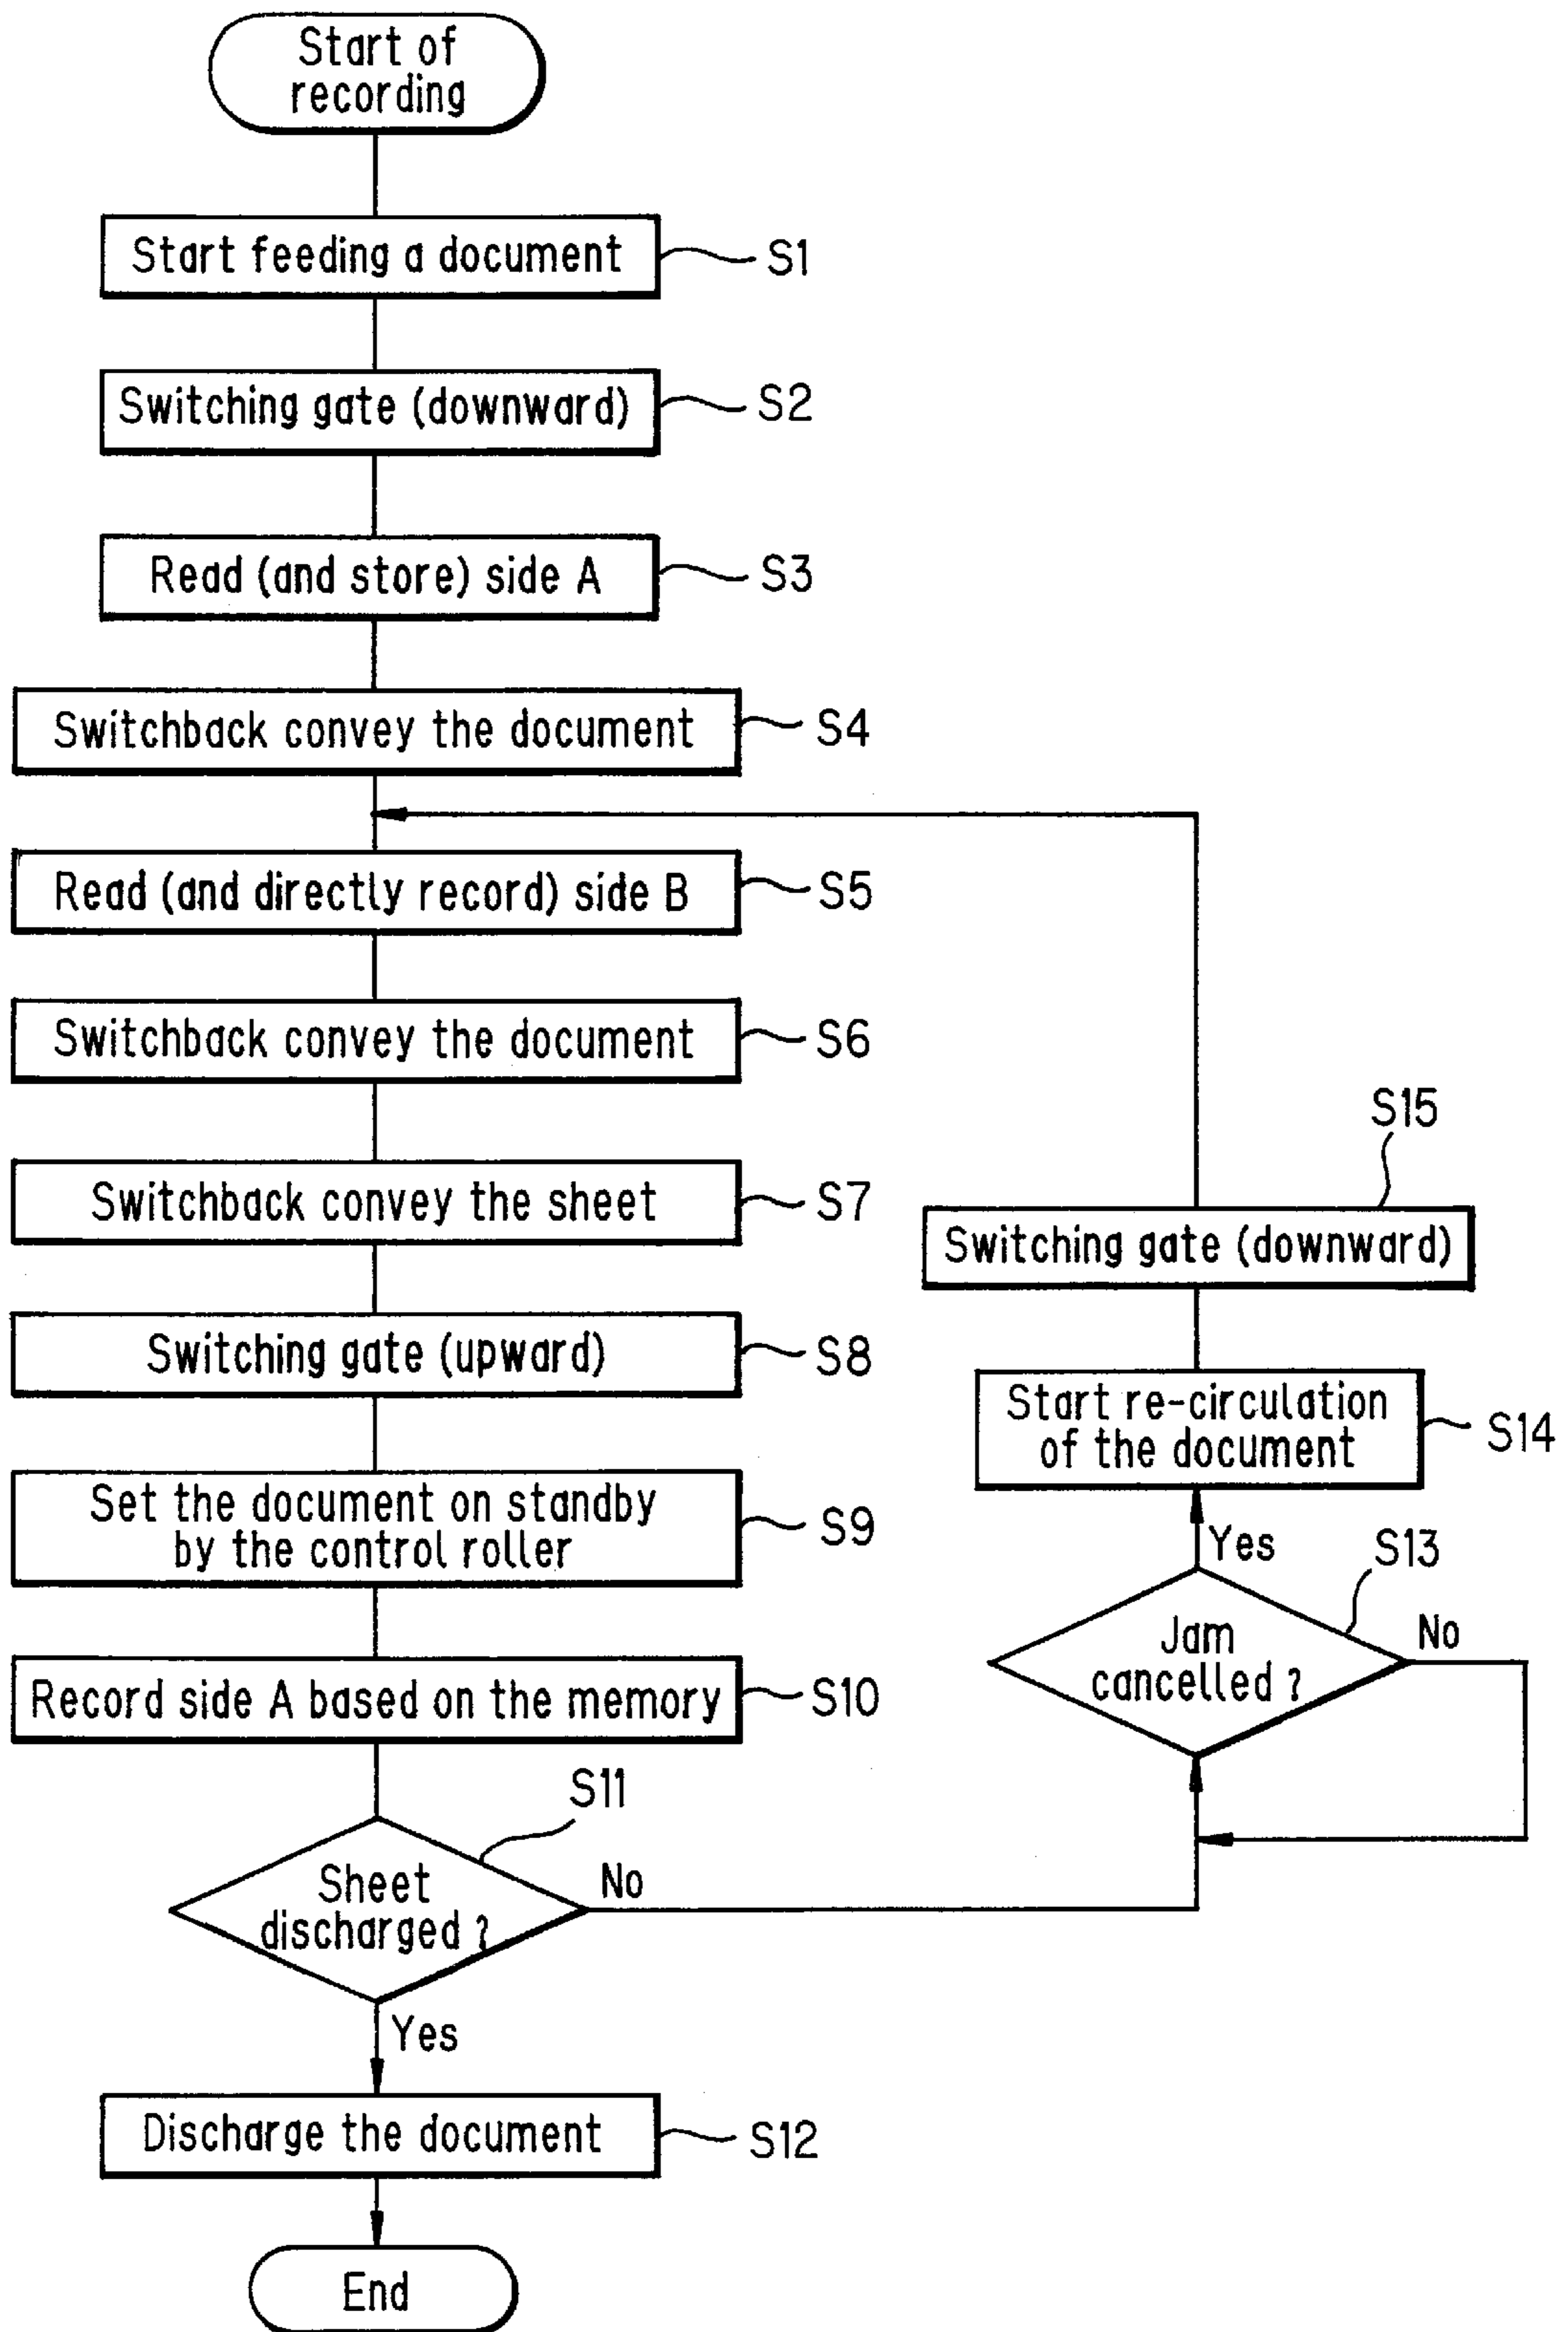 Start of
recording
Start feeding a document
S1
Switching gate (downward)
S2
Read (and store) side A
S3
Switchback convey the document
S4
Read (and directly record) side B
S5
Switchback convey the document
S6
Switchback convey the sheet
S7
Switching gate (upward)
S8
Set the document on standby
by the control roller
S9
Record side A based on the memory
S10
S11
Sheet
discharged ?
No
Yes
Discharge the document
S12
End
S15
Switching gate (downward)
Start re-circulation
of the document
S14
Yes
S13
Jam
cancelled ?
No